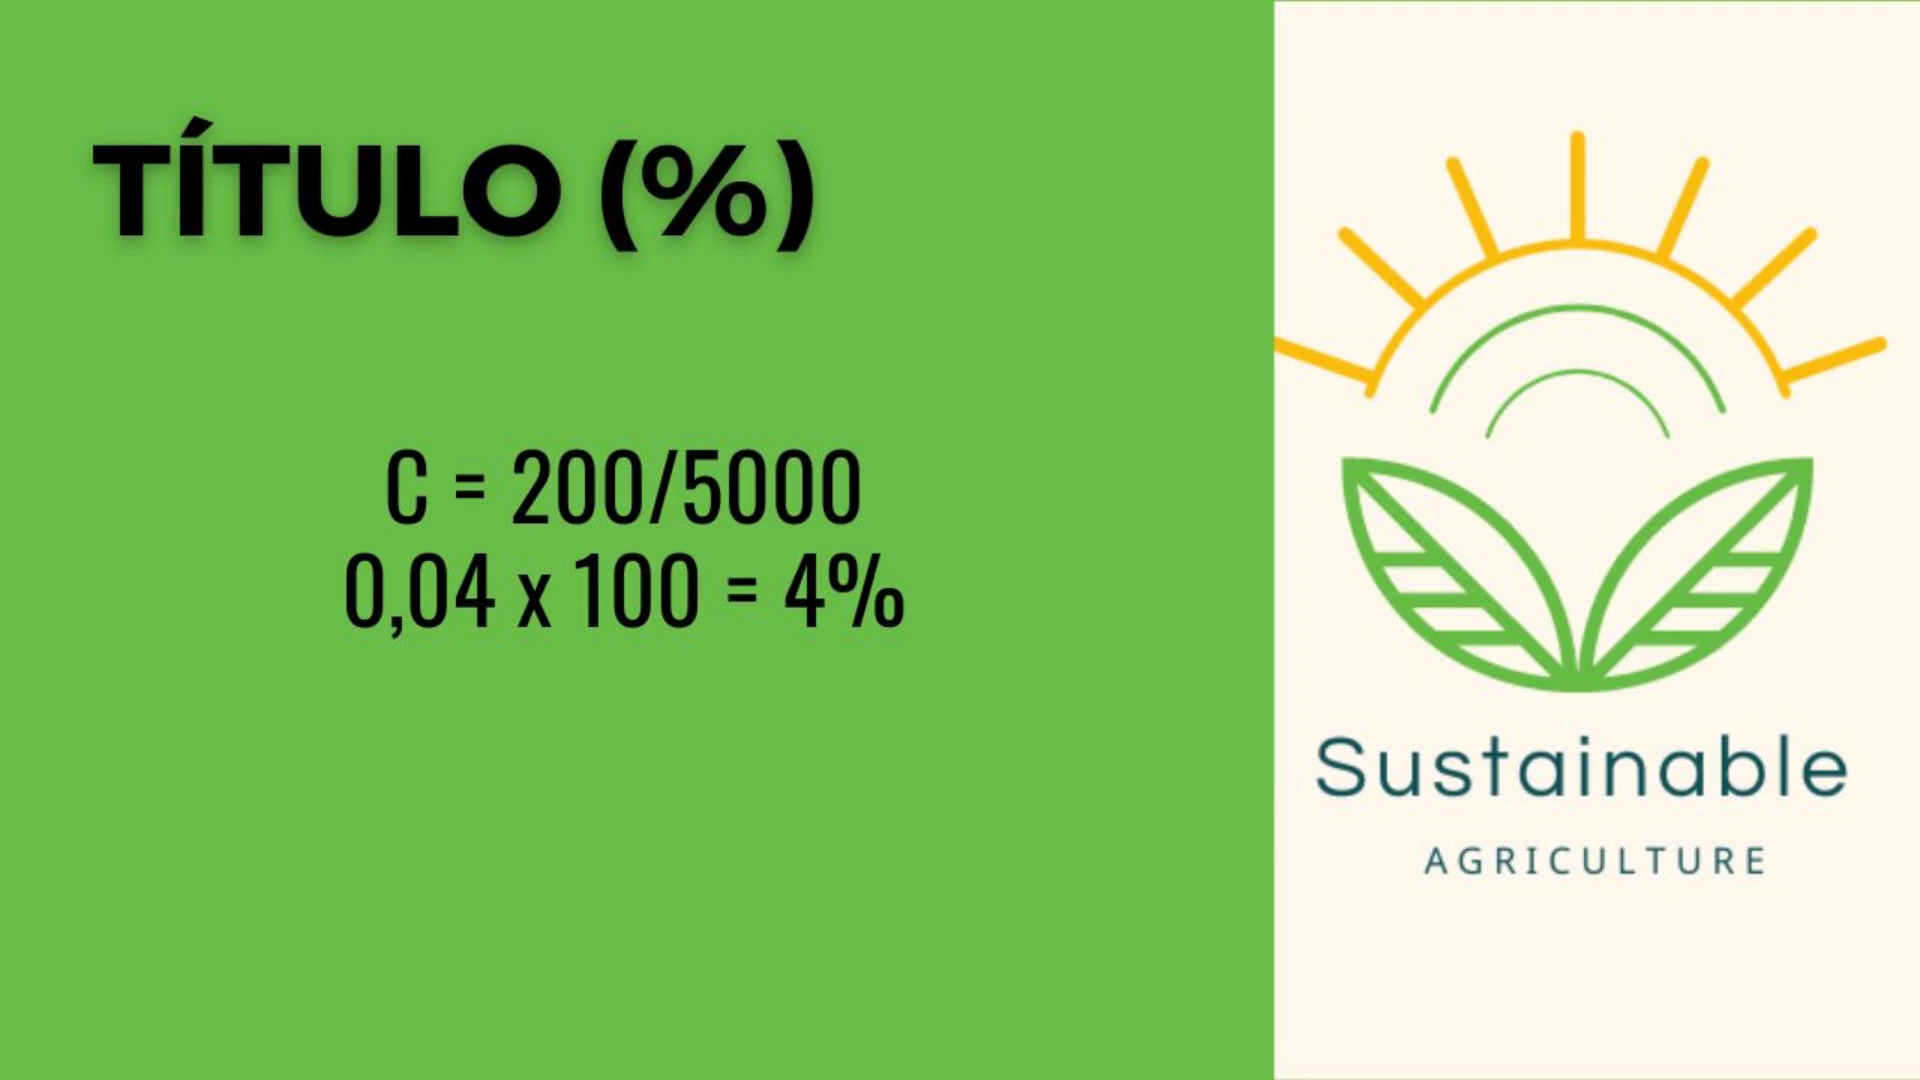 TÍTULO (%)
C = 200/5000
0,04 x 100 = 4%
Sustainable
AGRICULTURE